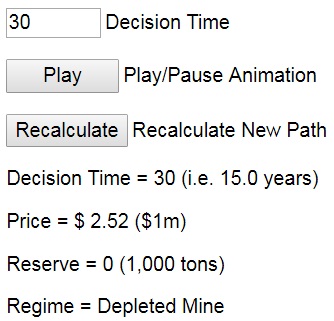 30 Decision Time
Play Play/Pause Animation
Recalculate Recalculate New Path
Decision Time = 30 (i.e. 15.0 years)
Price = $ 2.52 ($1m)
Reserve = 0 (1,000 tons)
Regime = Depleted Mine